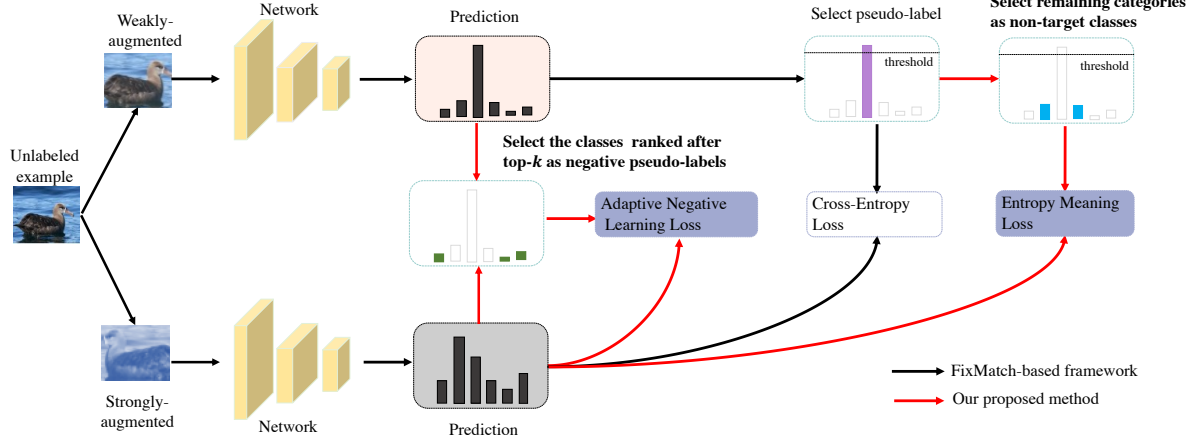 Weakly-
augmented
Network
Prediction
Select pseudo-label
Select remaining categories
as non-target classes
threshold
threshold
Select the classes ranked after
top-k as negative pseudo-labels
Unlabeled
example
Adaptive Negative
Learning Loss
Cross-Entropy
Loss
Entropy Meaning
Loss
Strongly-
augmented
Network
Prediction
FixMatch-based framework
Our proposed method